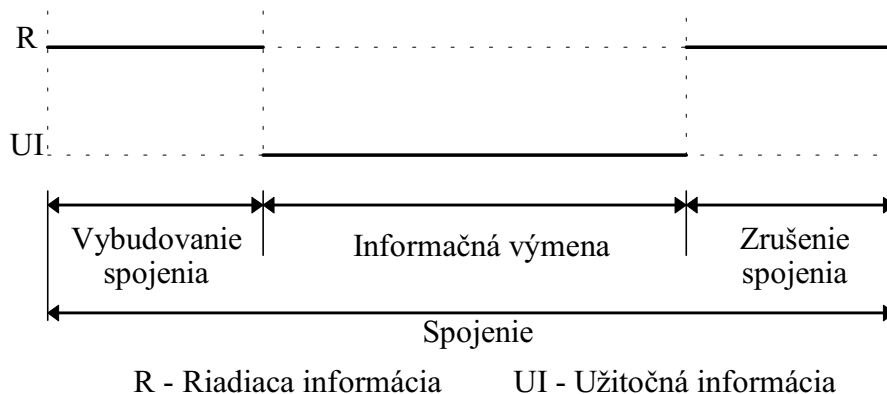 R
UI
Vybudovanie
spojenia
Informačná výmena
Zrušenie
spojenia
Spojenie
R - Riadiaca informácia UI - Užitočná informácia